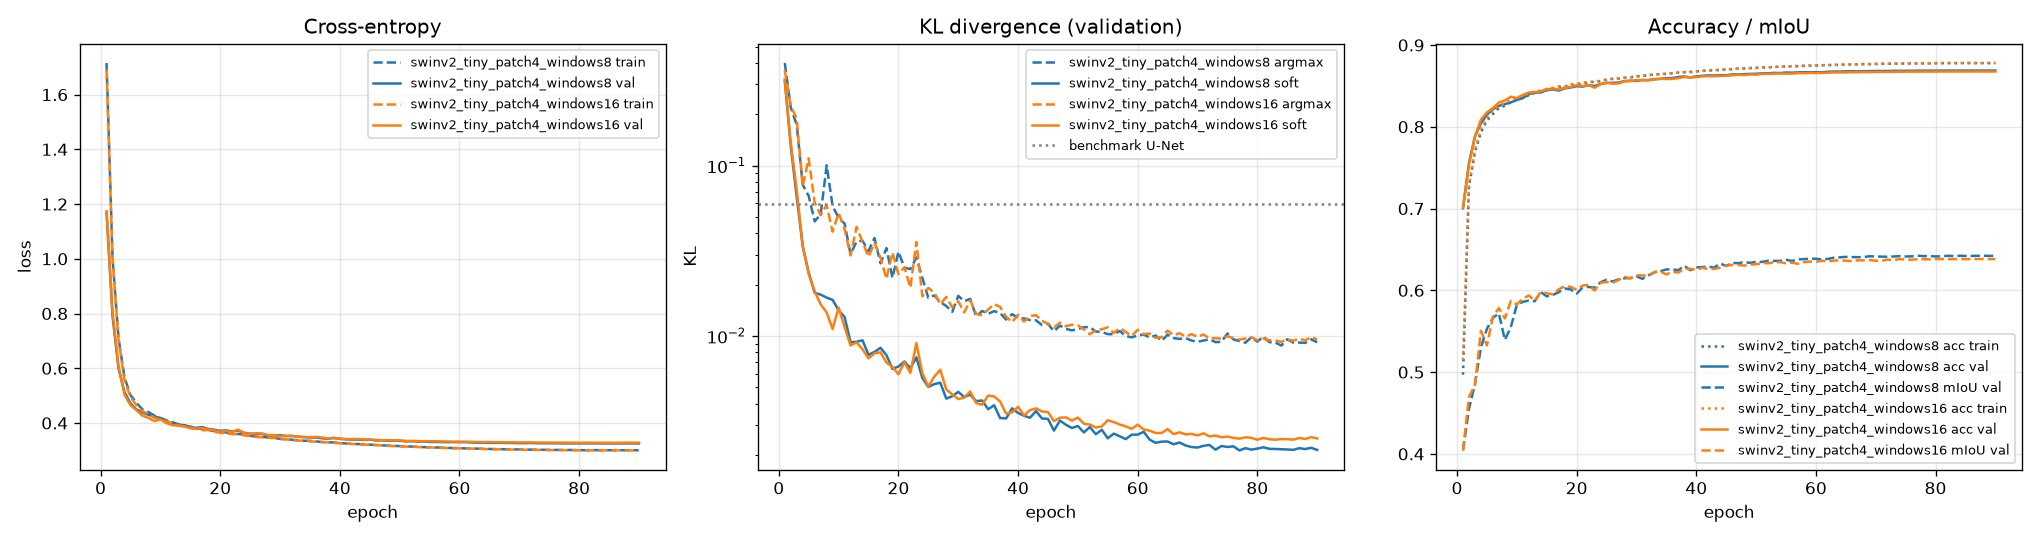 Cross-entropy
loss
1.6
1.4
1.2
1.0
0.8
0.6
0.4
0
20
40
60
80
epoch
swinv2_tiny_patch4_windows8 train
swinv2_tiny_patch4_windows8 val
swinv2_tiny_patch4_windows16 train
swinv2_tiny_patch4_windows16 val
KL divergence (validation)
KL
10⁻¹
10⁻²
0
20
40
60
80
epoch
swinv2_tiny_patch4_windows8 argmax
swinv2_tiny_patch4_windows8 soft
swinv2_tiny_patch4_windows16 argmax
swinv2_tiny_patch4_windows16 soft
benchmark U-Net
Accuracy / mIoU
0.9
0.8
0.7
0.6
0.5
0.4
0
20
40
60
80
epoch
swinv2_tiny_patch4_windows8 acc train
swinv2_tiny_patch4_windows8 acc val
swinv2_tiny_patch4_windows8 mIoU val
swinv2_tiny_patch4_windows16 acc train
swinv2_tiny_patch4_windows16 acc val
swinv2_tiny_patch4_windows16 mIoU val